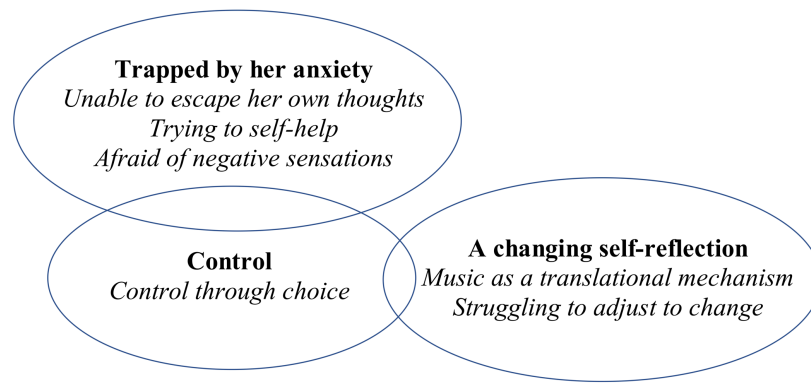 Trapped by her anxiety
Unable to escape her own thoughts
Trying to self-help
Afraid of negative sensations
Control
Control through choice
A changing self-reflection
Music as a translational mechanism
Struggling to adjust to change